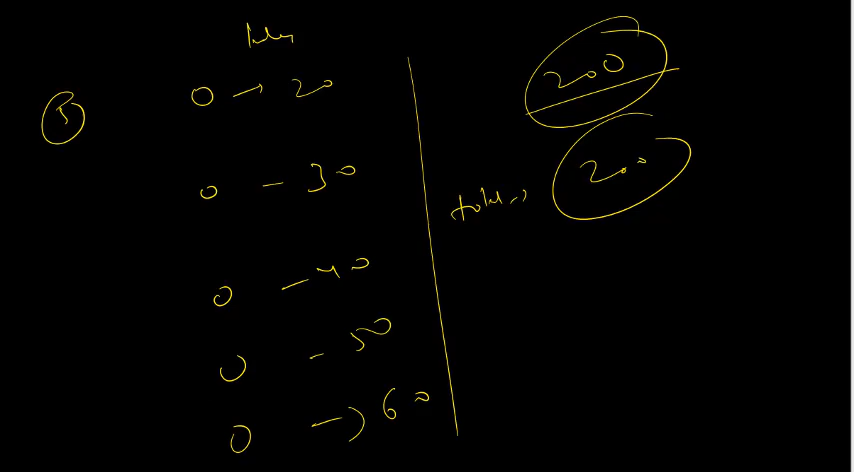 5
0 → 20
0 - 30
0 - 40
0 - 50
0 → 60
200
200